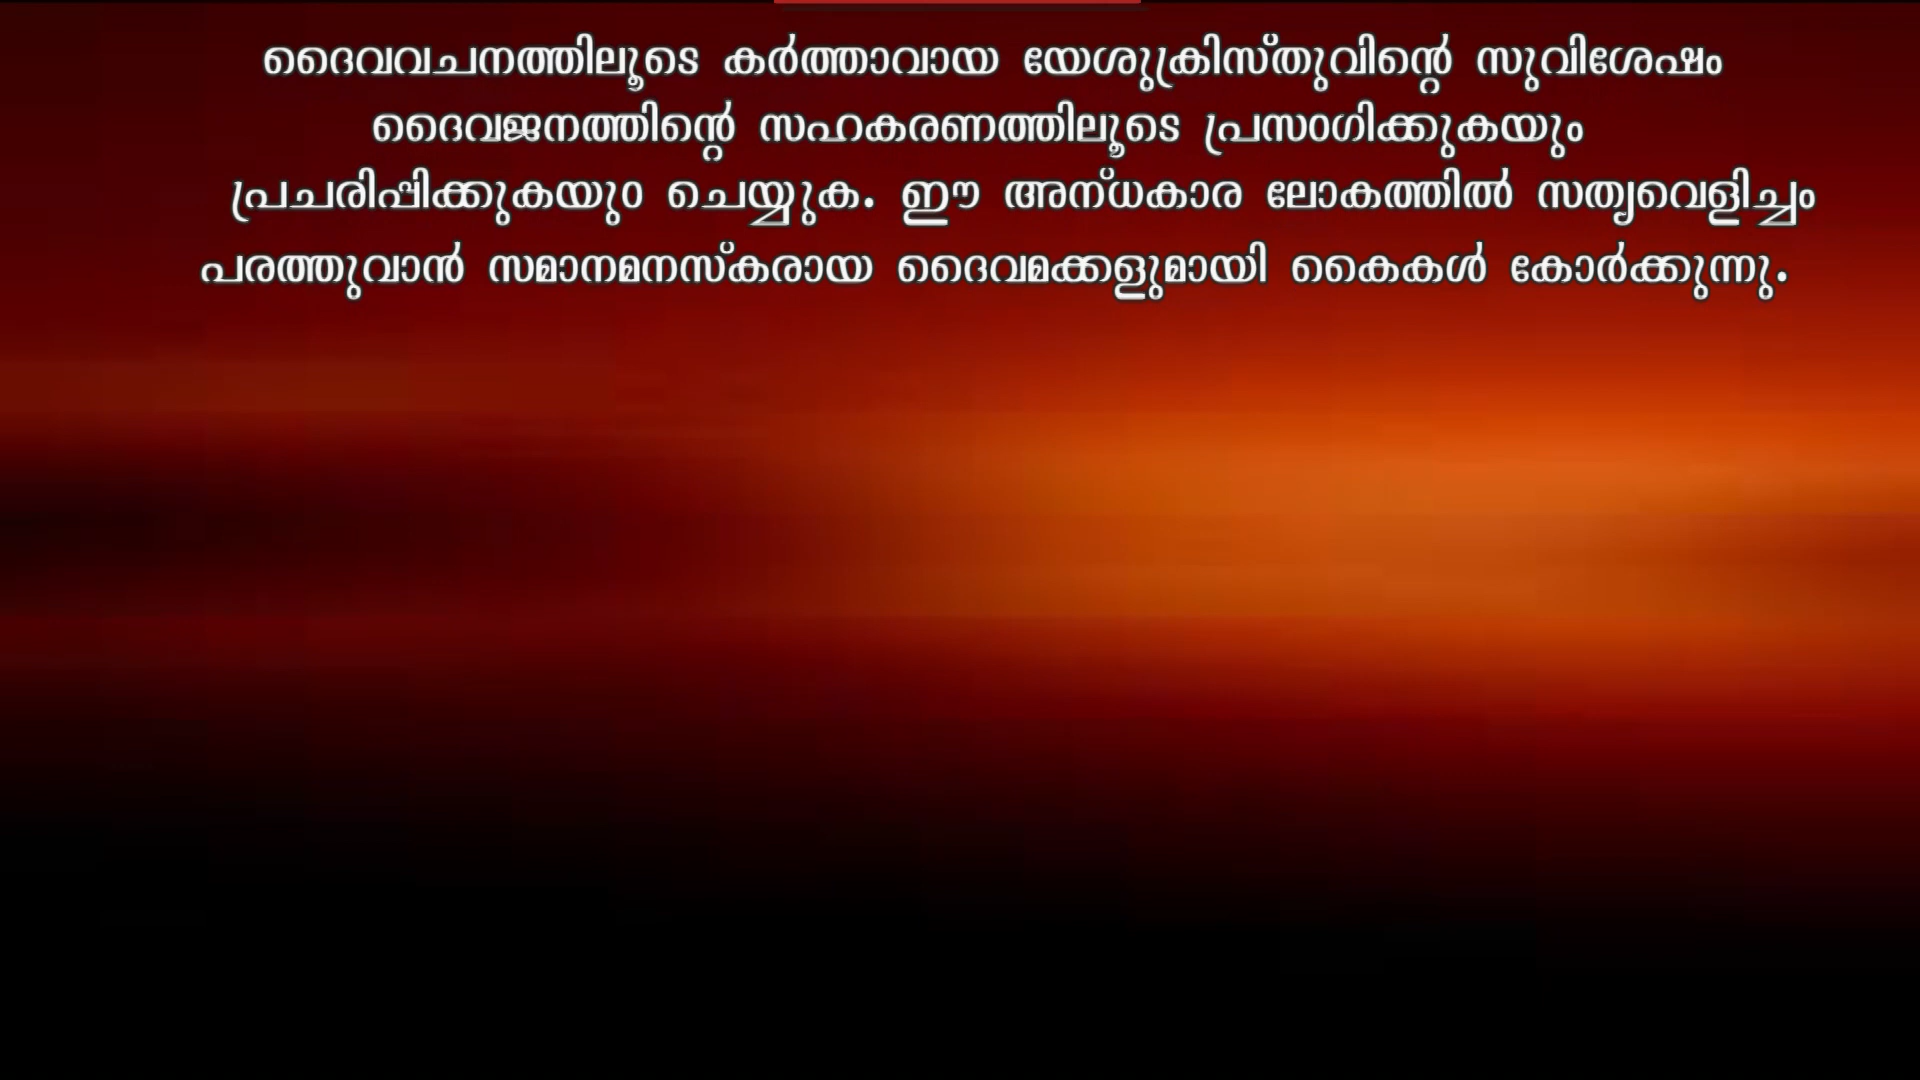 ദൈവവചനത്തിലൂടെ കർത്താവായ യേശുക്രിസ്തുവിന്റെ സുവിശേഷം
ദൈവജനത്തിന്റെ സഹകരണത്തിലൂടെ പ്രസംഗിക്കുകയും
പ്രചരിപ്പിക്കുകയും ചെയ്യുക. ഈ അന്ധകാര ലോകത്തിൽ സത്യവെളിച്ചം
പരത്തുവാൻ സമാനമനസ്കരായ ദൈവമക്കളുമായി കൈകൾ കോർക്കുന്നു.